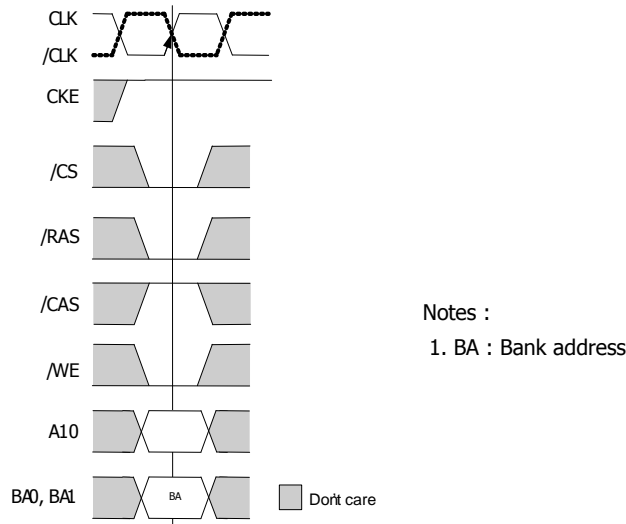 CLK
/CLK
CKE
/CS
/RAS
/CAS
/WE
A10
BA0, BA1
BA
Don't care
Notes :
1. BA : Bank address